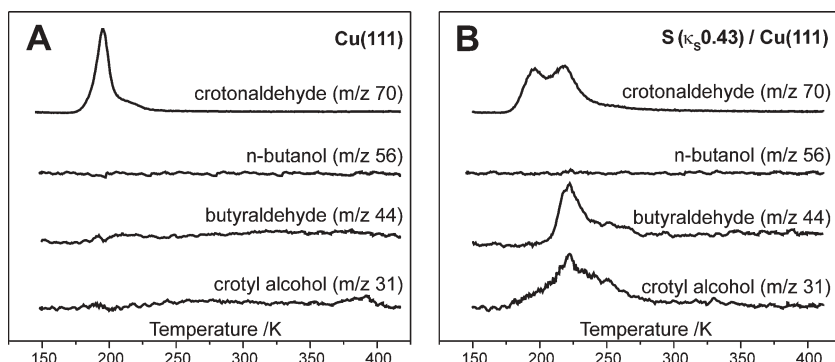 A
Cu(111)
crotonaldehyde (m/z 70)
n-butanol (m/z 56)
butyraldehyde (m/z 44)
crotyl alcohol (m/z 31)
Temperature /K
150 200 250 300 350 400
B
S (κS0.43) / Cu(111)
crotonaldehyde (m/z 70)
n-butanol (m/z 56)
butyraldehyde (m/z 44)
crotyl alcohol (m/z 31)
Temperature /K
150 200 250 300 350 400